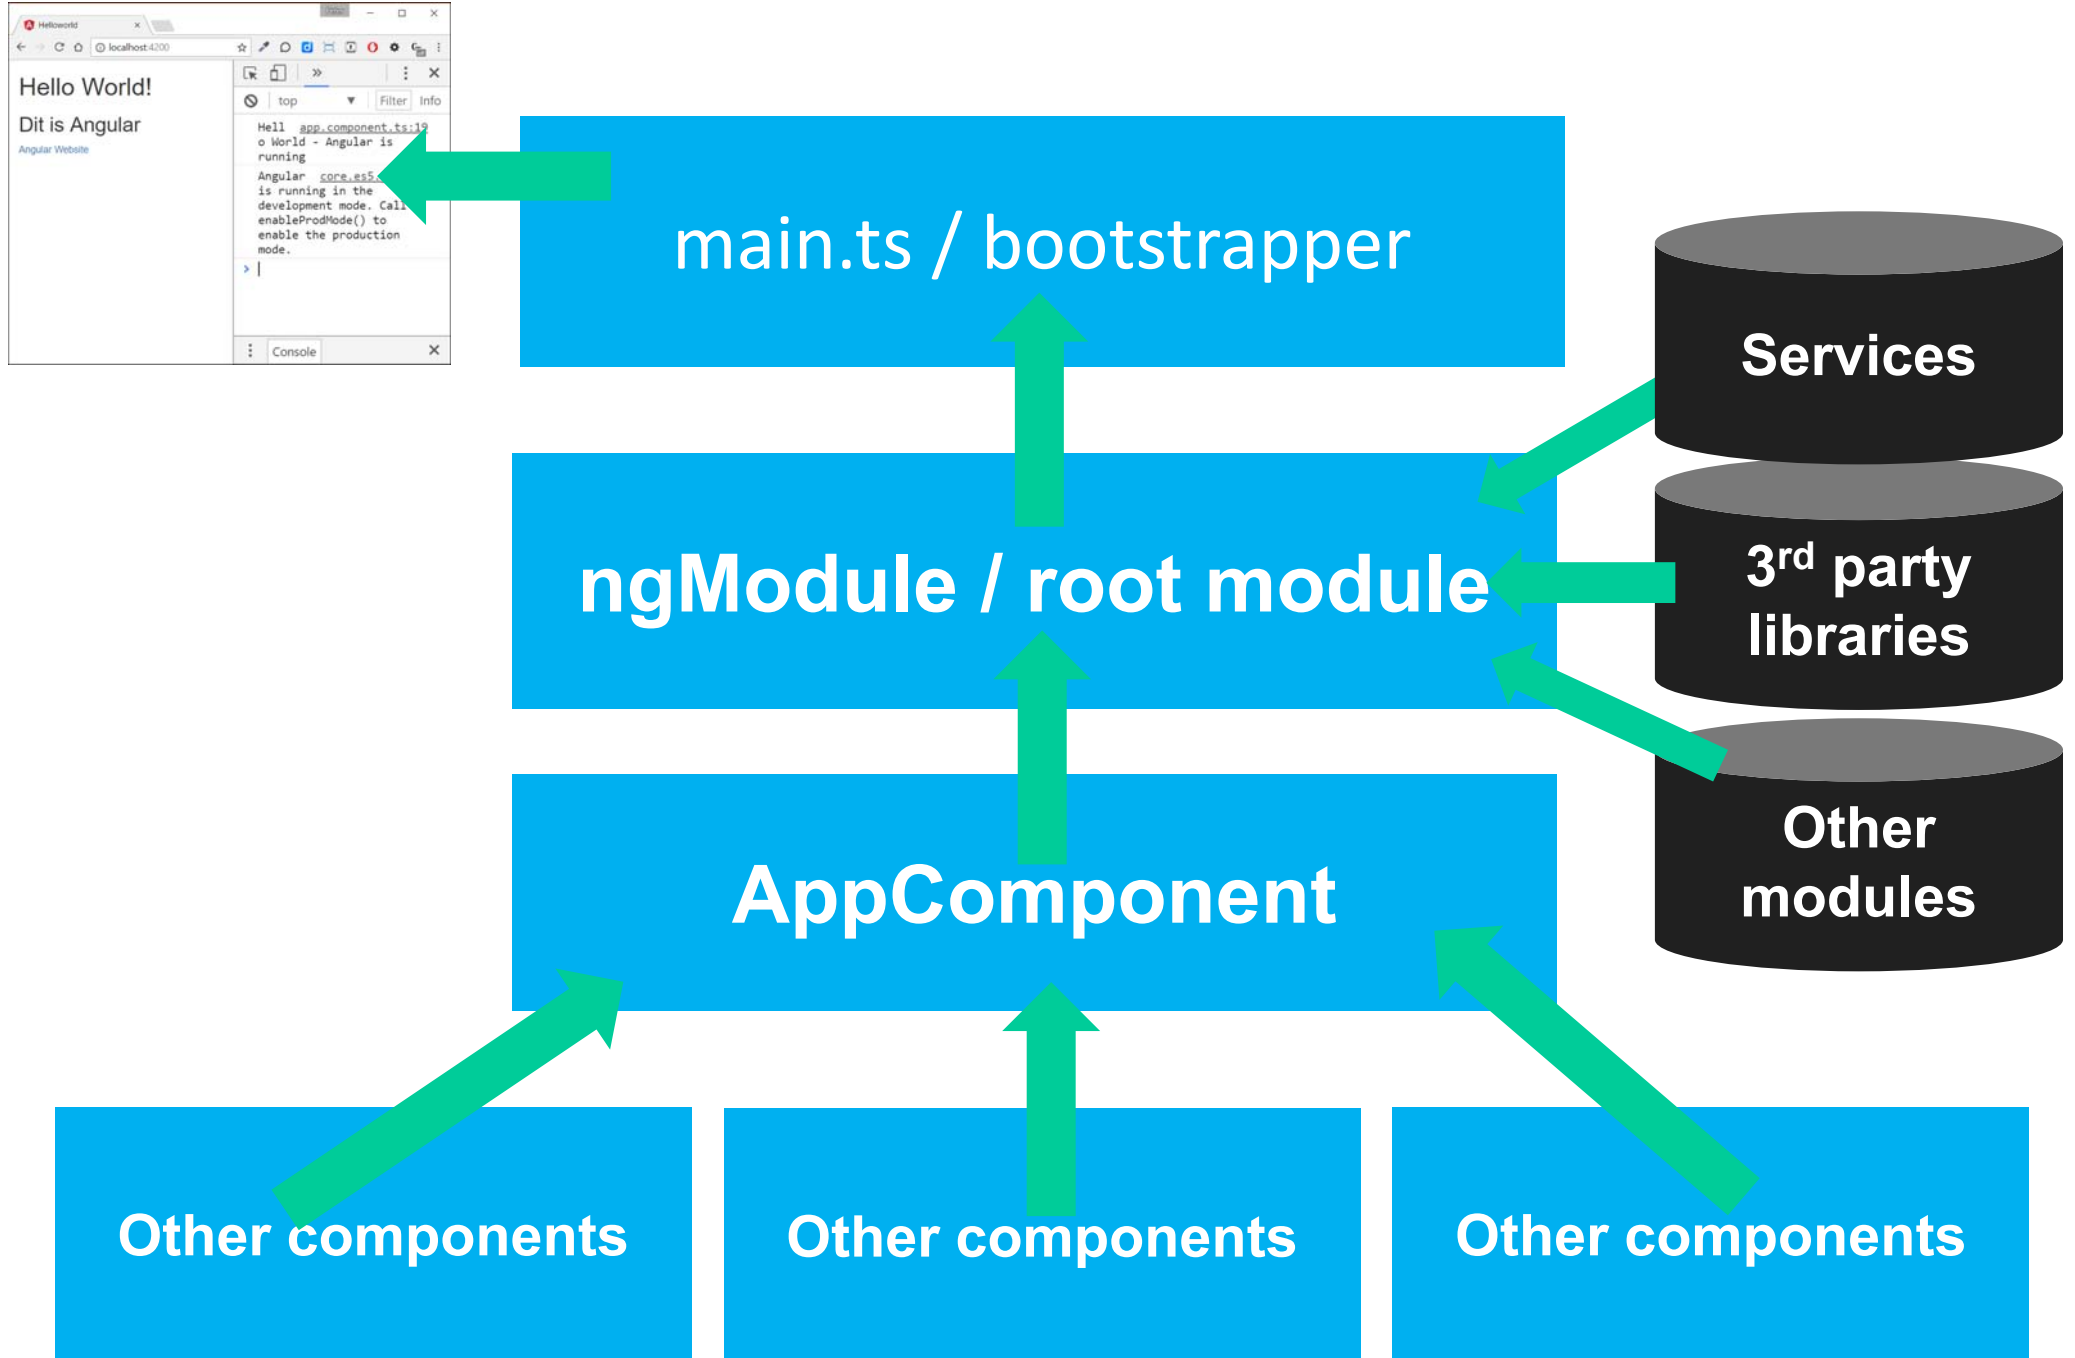 Helloworld
localhost:4200
Hello World!
Dit is Angular
Angular Website
top
Filter
Info
Hell app.component.ts:19
o World - Angular is
running
Angular core.es5.
is running in the
development mode. Call
enableProdMode() to
enable the production
mode.
>
Console
main.ts / bootstrapper
Services
ngModule / root module
3rd party
libraries
AppComponent
Other
modules
Other components
Other components
Other components